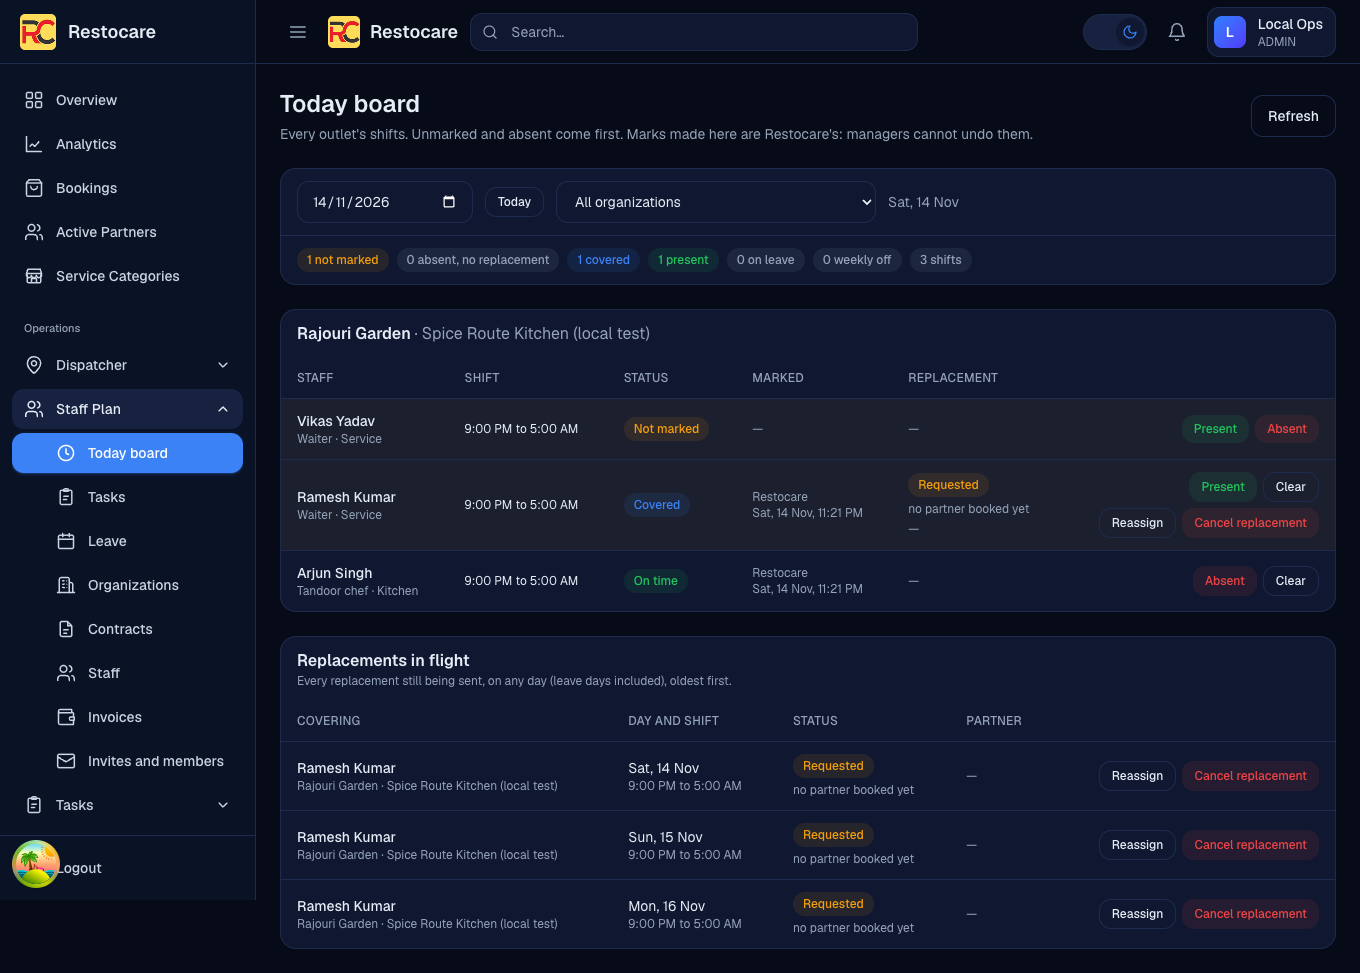 RC Restocare
RC Restocare
Search...
L
Local Ops
ADMIN
Overview
Analytics
Bookings
Active Partners
Service Categories
Operations
Dispatcher
Staff Plan
Today board
Tasks
Leave
Organizations
Contracts
Staff
Invoices
Invites and members
Tasks
Logout
Today board
Every outlet's shifts. Unmarked and absent come first. Marks made here are Restocare's: managers cannot undo them.
Refresh
14/11/2026
Today
All organizations
Sat, 14 Nov
1 not marked
0 absent, no replacement
1 covered
1 present
0 on leave
0 weekly off
3 shifts
Rajouri Garden · Spice Route Kitchen (local test)
STAFF SHIFT STATUS MARKED REPLACEMENT
Vikas Yadav
Waiter · Service
9:00 PM to 5:00 AM
Not marked
—
—
Present
Absent
Ramesh Kumar
Waiter · Service
9:00 PM to 5:00 AM
Covered
Restocare
Sat, 14 Nov, 11:21 PM
Requested
no partner booked yet
—
Present
Clear
Reassign
Cancel replacement
Arjun Singh
Tandoor chef · Kitchen
9:00 PM to 5:00 AM
On time
Restocare
Sat, 14 Nov, 11:21 PM
—
Absent
Clear
Replacements in flight
Every replacement still being sent, on any day (leave days included), oldest first.
COVERING DAY AND SHIFT STATUS PARTNER
Ramesh Kumar
Rajouri Garden · Spice Route Kitchen (local test)
Sat, 14 Nov
9:00 PM to 5:00 AM
Requested
no partner booked yet
—
Reassign
Cancel replacement
Ramesh Kumar
Rajouri Garden · Spice Route Kitchen (local test)
Sun, 15 Nov
9:00 PM to 5:00 AM
Requested
no partner booked yet
—
Reassign
Cancel replacement
Ramesh Kumar
Rajouri Garden · Spice Route Kitchen (local test)
Mon, 16 Nov
9:00 PM to 5:00 AM
Requested
no partner booked yet
—
Reassign
Cancel replacement